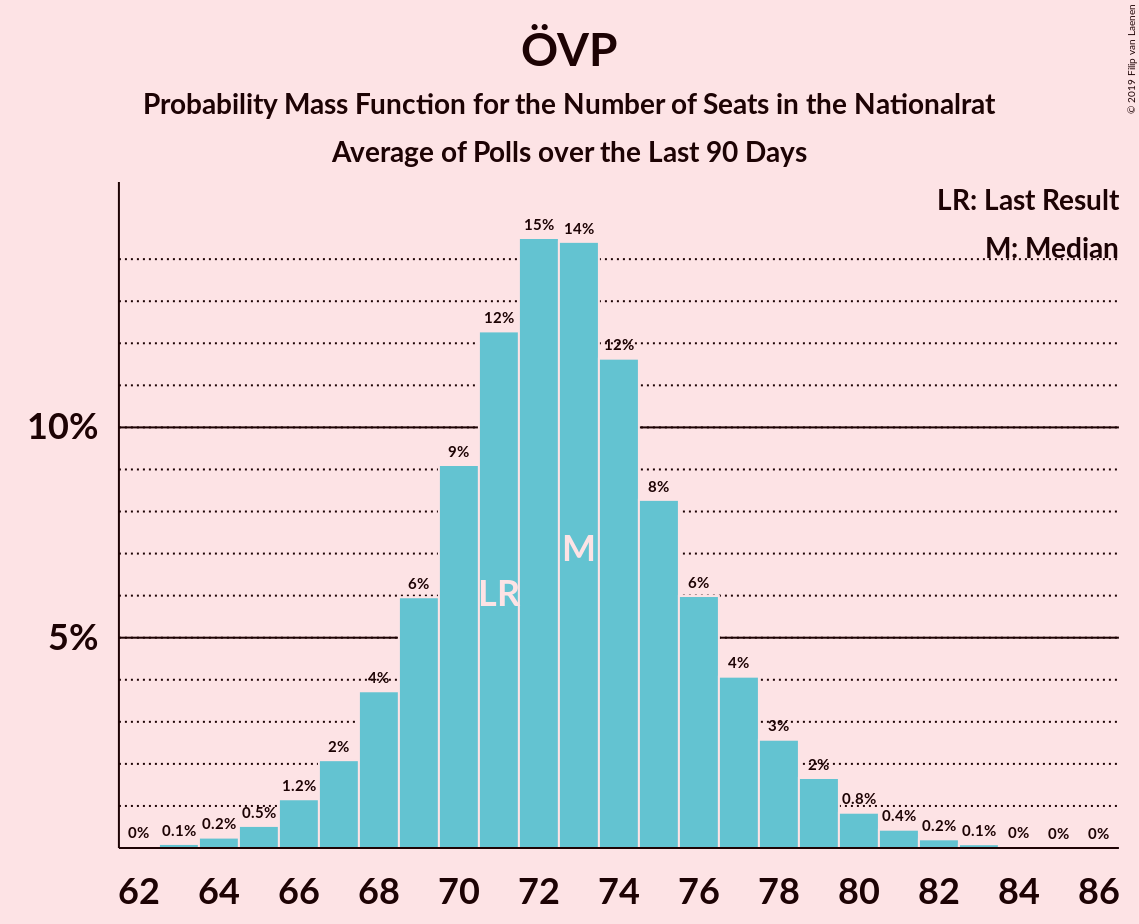 ÖVP
Probability Mass Function for the Number of Seats in the Nationalrat
Average of Polls over the Last 90 Days
© 2019 Filip van Laenen
LR: Last Result
M: Median
15%
14%
12%
12%
10%
9%
8%
M
LR
6%
6%
5%
4%
4%
3%
2%
2%
1.2%
0.8%
0.5%
0.4%
0% 0.1% 0.2% 0.2% 0.1% 0% 0% 0%
62 64 66 68 70 72 74 76 78 80 82 84 86